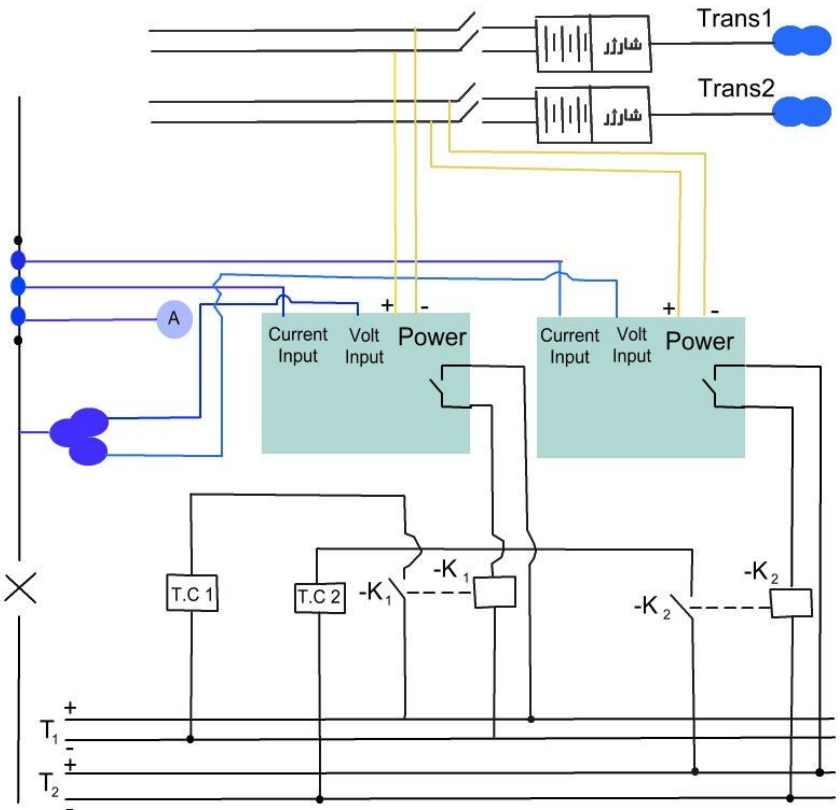 Trans1
شارژر
Trans2
شارژر
A
+ -
Current Input
Volt Input
Power
+ -
Current Input
Volt Input
Power
T.C 1
T.C 2
-K1
-K1
-K2
-K2
+
T1
-
+
T2
-